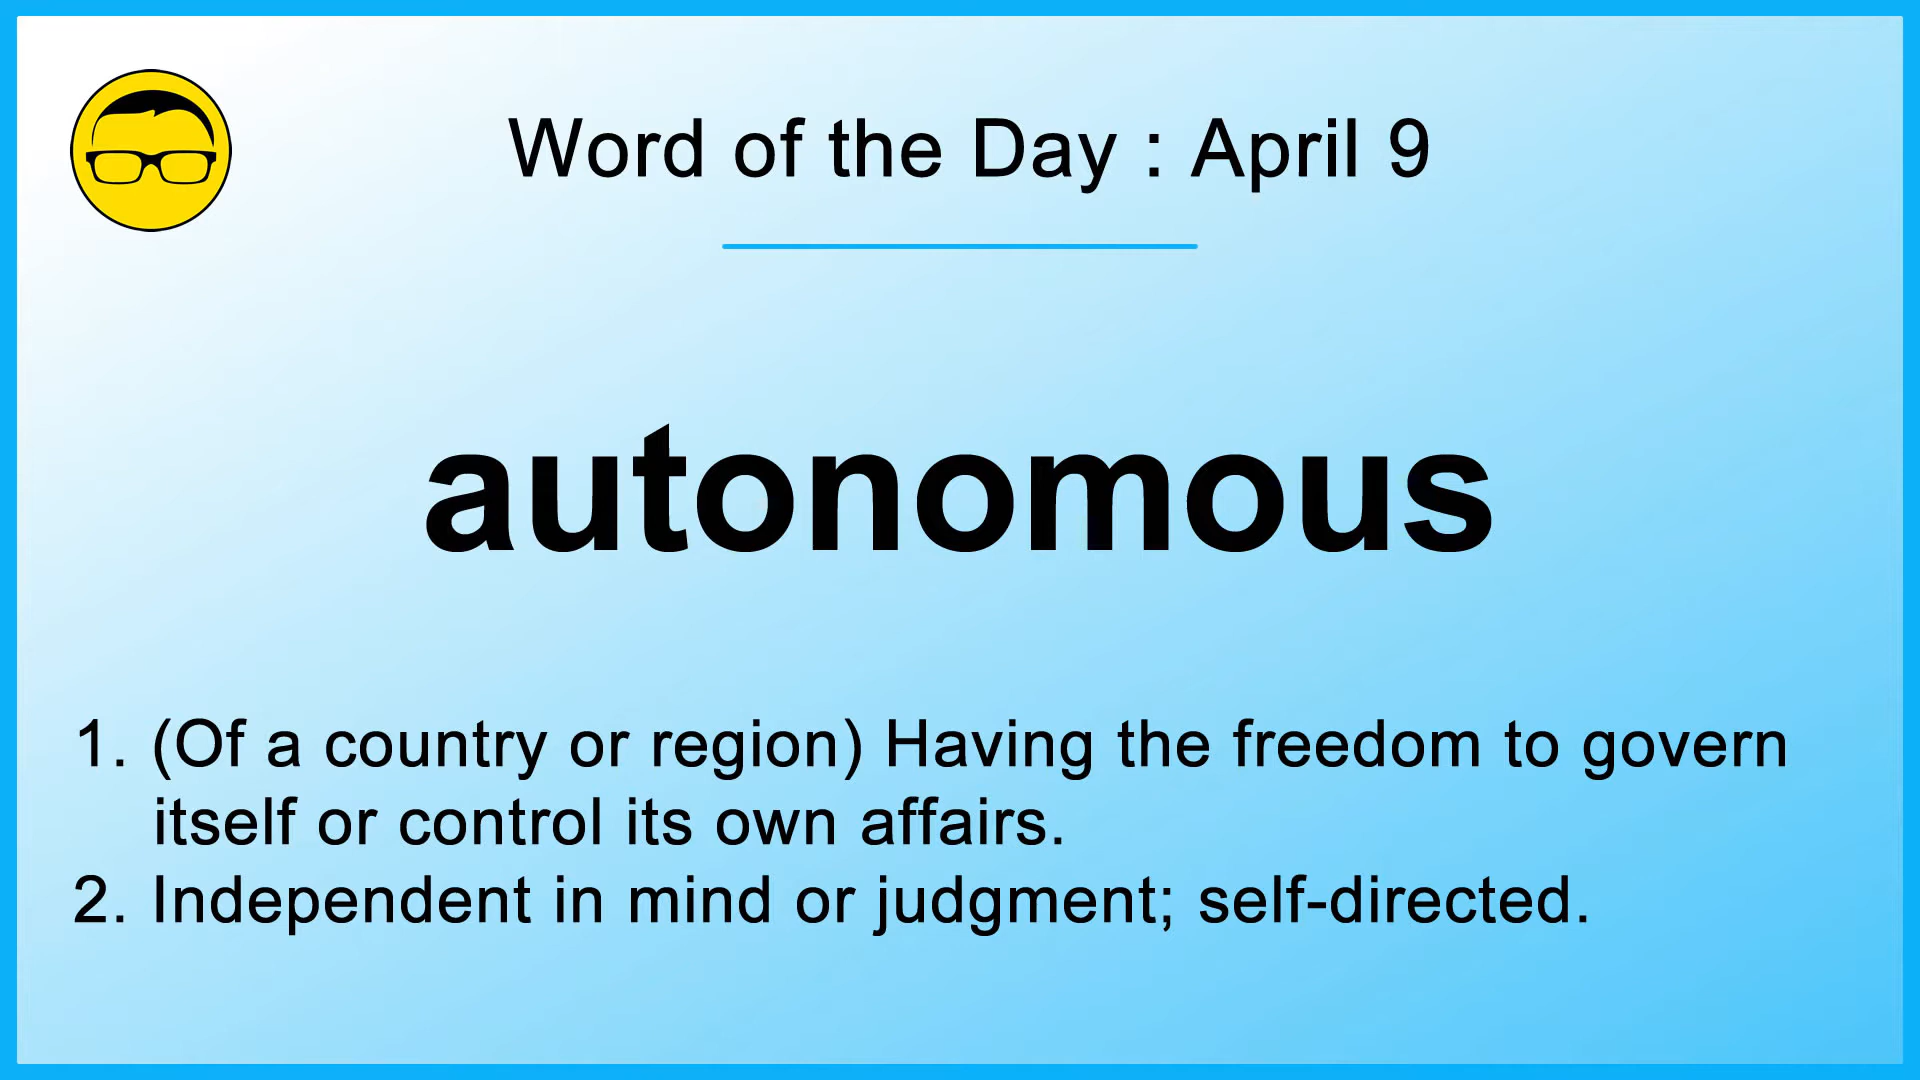 Word of the Day : April 9
autonomous
1. (Of a country or region) Having the freedom to govern
itself or control its own affairs.
2. Independent in mind or judgment; self-directed.